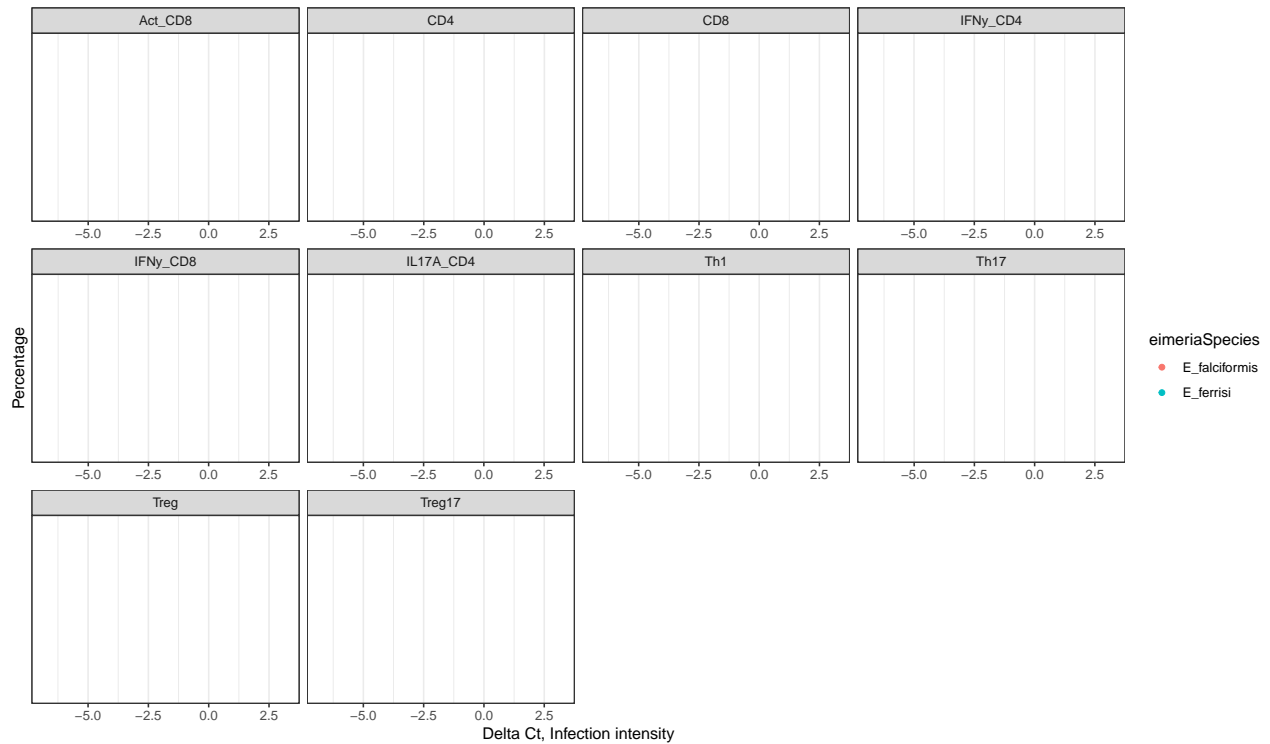 Act_CD8 CD4 CD8 IFNy_CD4
−5.0 −2.5 0.0 2.5 −5.0 −2.5 0.0 2.5 −5.0 −2.5 0.0 2.5 −5.0 −2.5 0.0 2.5
IFNy_CD8 IL17A_CD4 Th1 Th17
Percentage
eimeriaSpecies
E_falciformis
E_ferrisi
−5.0 −2.5 0.0 2.5 −5.0 −2.5 0.0 2.5 −5.0 −2.5 0.0 2.5 −5.0 −2.5 0.0 2.5
Treg Treg17
−5.0 −2.5 0.0 2.5 −5.0 −2.5 0.0 2.5
Delta Ct, Infection intensity